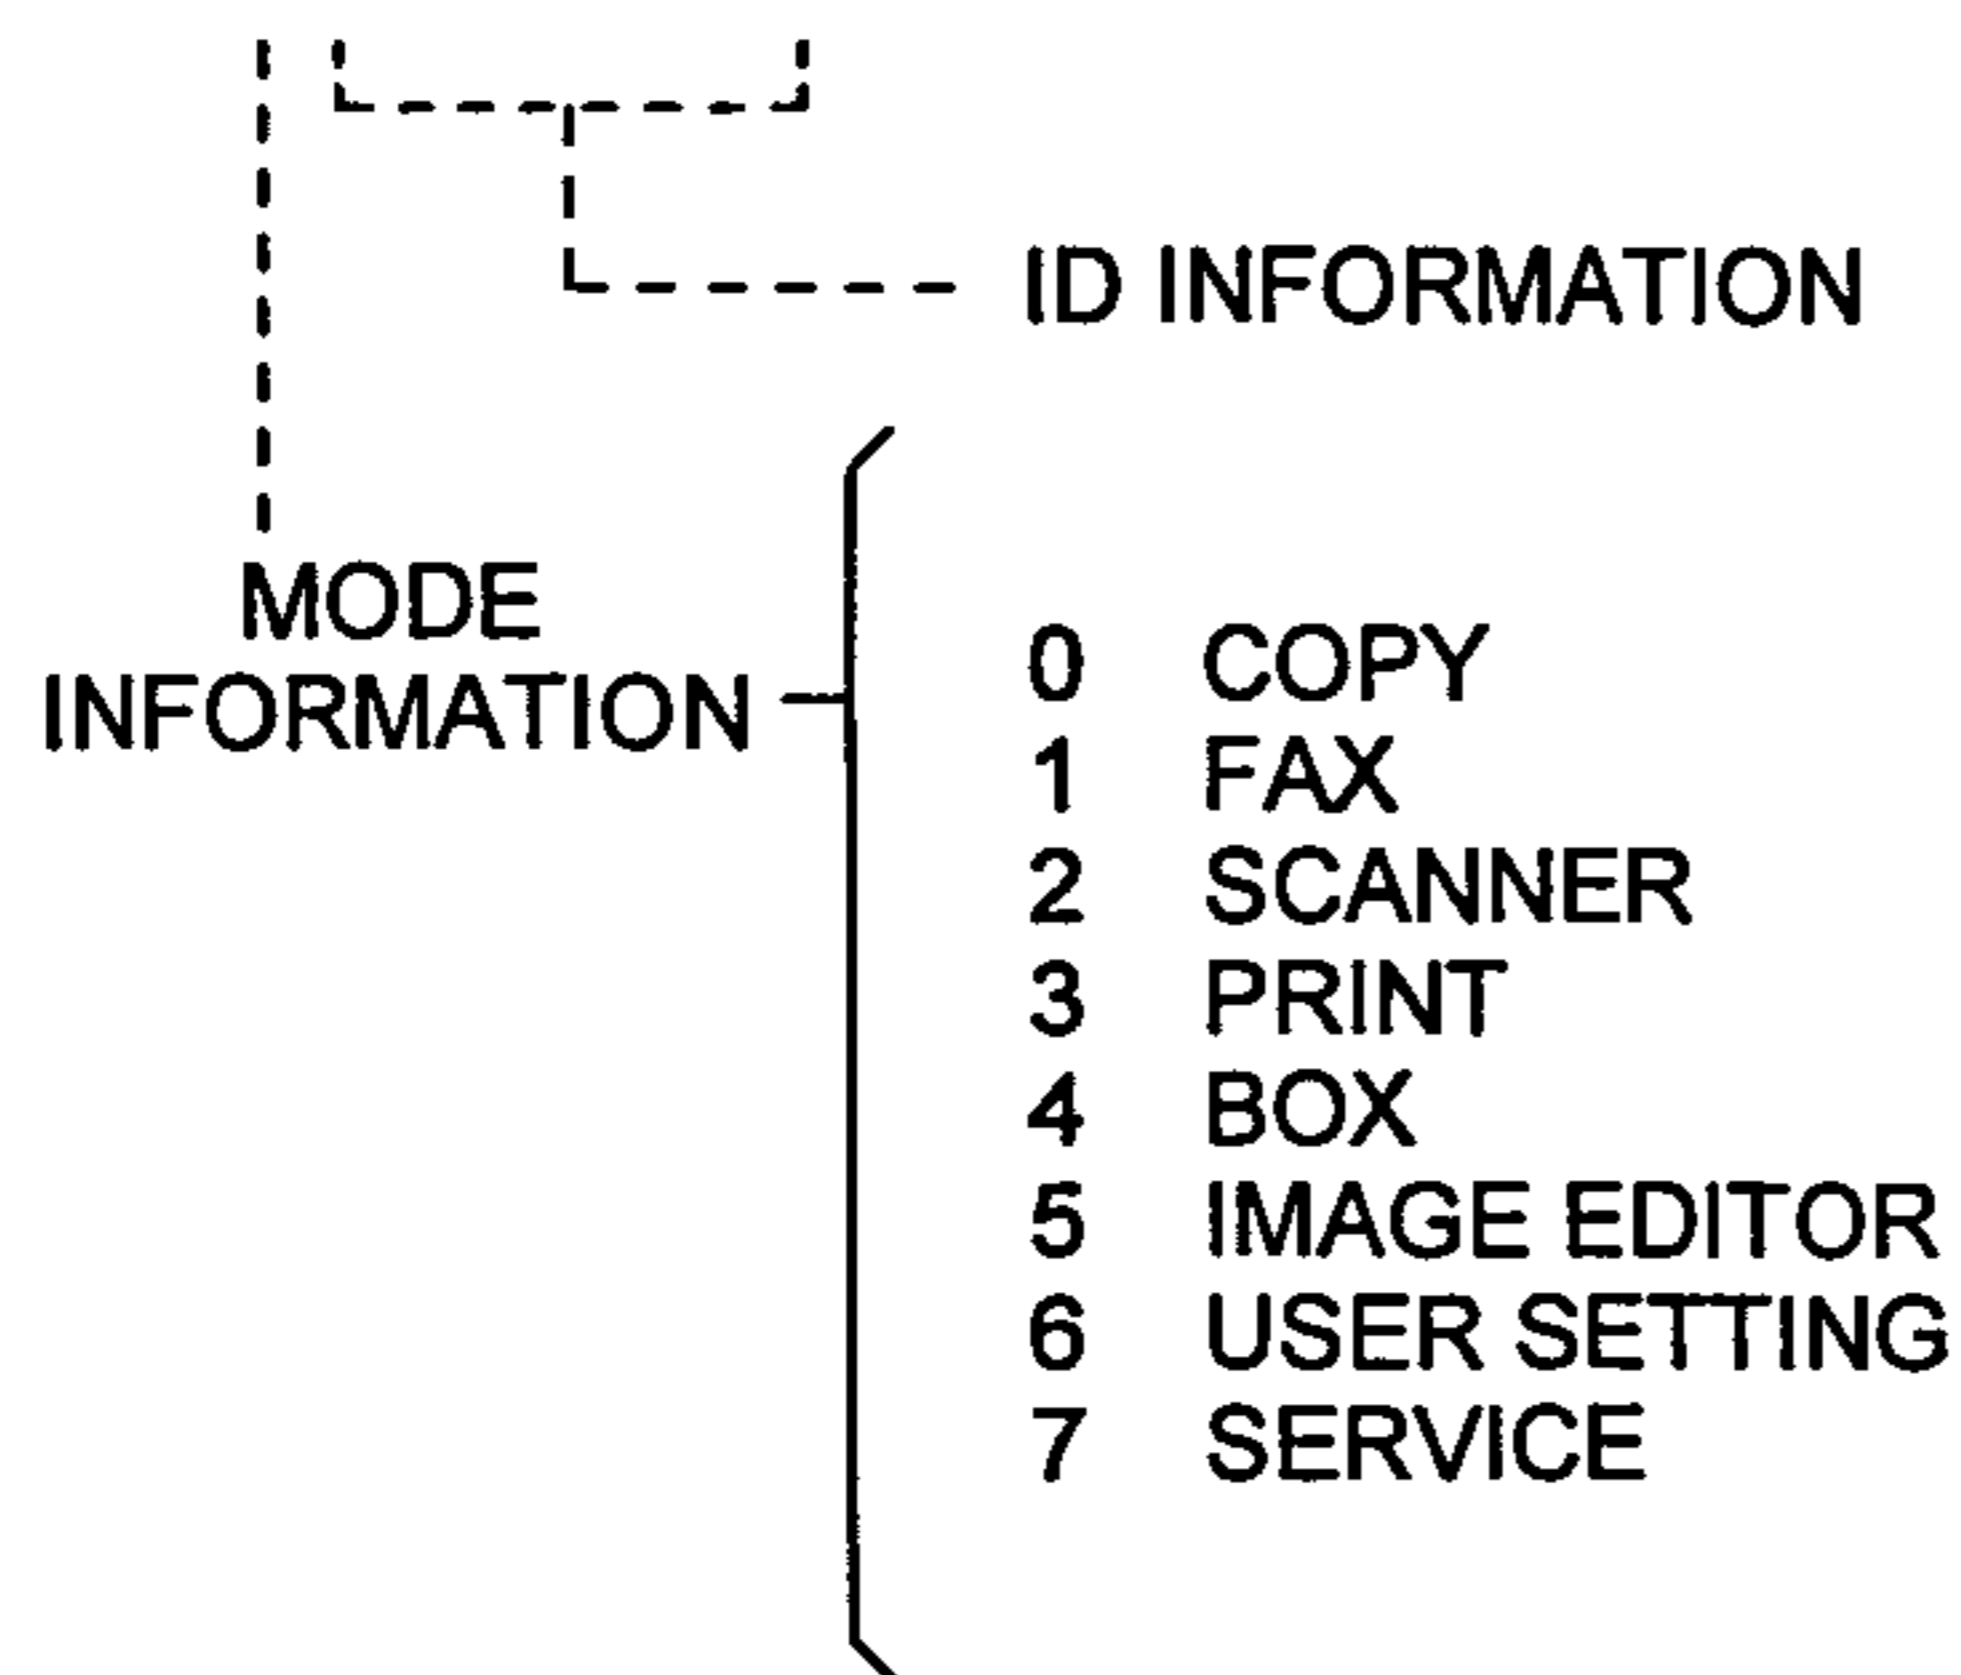 ID INFORMATION
MODE
INFORMATION
0 COPY
1 FAX
2 SCANNER
3 PRINT
4 BOX
5 IMAGE EDITOR
6 USER SETTING
7 SERVICE